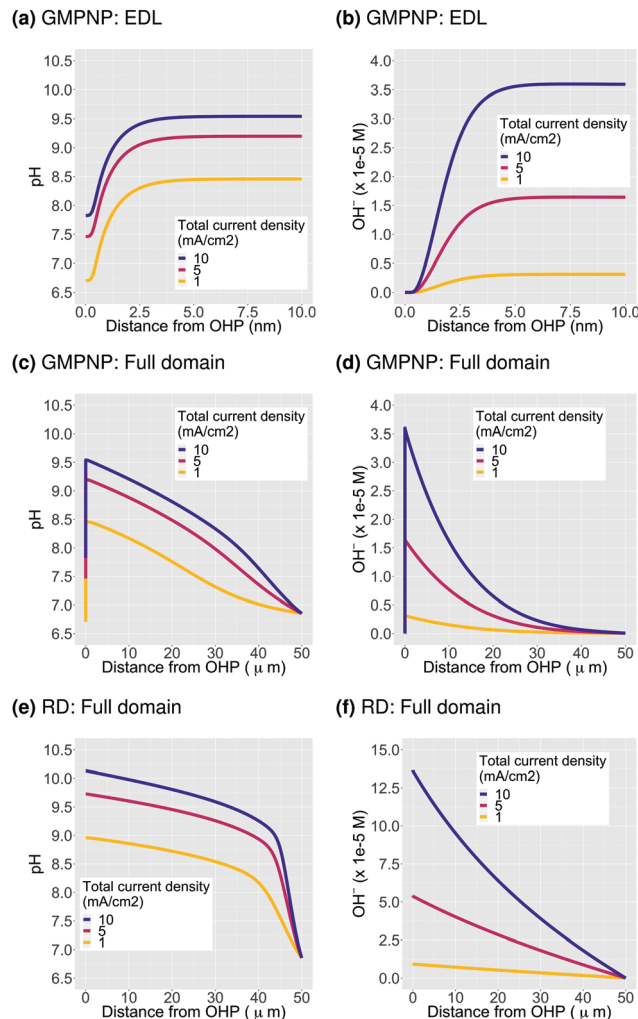 (a) GMPNP: EDL
10.5
10.0
9.5
9.0
8.5
8.0
7.5
7.0
6.5
pH
Total current density
(mA/cm2)
10
5
1
0.0 2.5 5.0 7.5 10.0
Distance from OHP (nm)
(b) GMPNP: EDL
4.0
3.5
3.0
2.5
2.0
1.5
1.0
0.5
0.0
OH⁻ (x 1e-5 M)
Total current density
(mA/cm2)
10
5
1
0.0 2.5 5.0 7.5 10.0
Distance from OHP (nm)
(c) GMPNP: Full domain
10.5
10.0
9.5
9.0
8.5
8.0
7.5
7.0
6.5
pH
Total current density
(mA/cm2)
10
5
1
0 10 20 30 40 50
Distance from OHP ( μ m)
(d) GMPNP: Full domain
4.0
3.5
3.0
2.5
2.0
1.5
1.0
0.5
0.0
OH⁻ (x 1e-5 M)
Total current density
(mA/cm2)
10
5
1
0 10 20 30 40 50
Distance from OHP ( μ m)
(e) RD: Full domain
10.5
10.0
9.5
9.0
8.5
8.0
7.5
7.0
6.5
pH
Total current density
(mA/cm2)
10
5
1
0 10 20 30 40 50
Distance from OHP ( μ m)
(f) RD: Full domain
15.0
12.5
10.0
7.5
5.0
2.5
0.0
OH⁻ (x 1e-5 M)
Total current density
(mA/cm2)
10
5
1
0 10 20 30 40 50
Distance from OHP ( μ m)